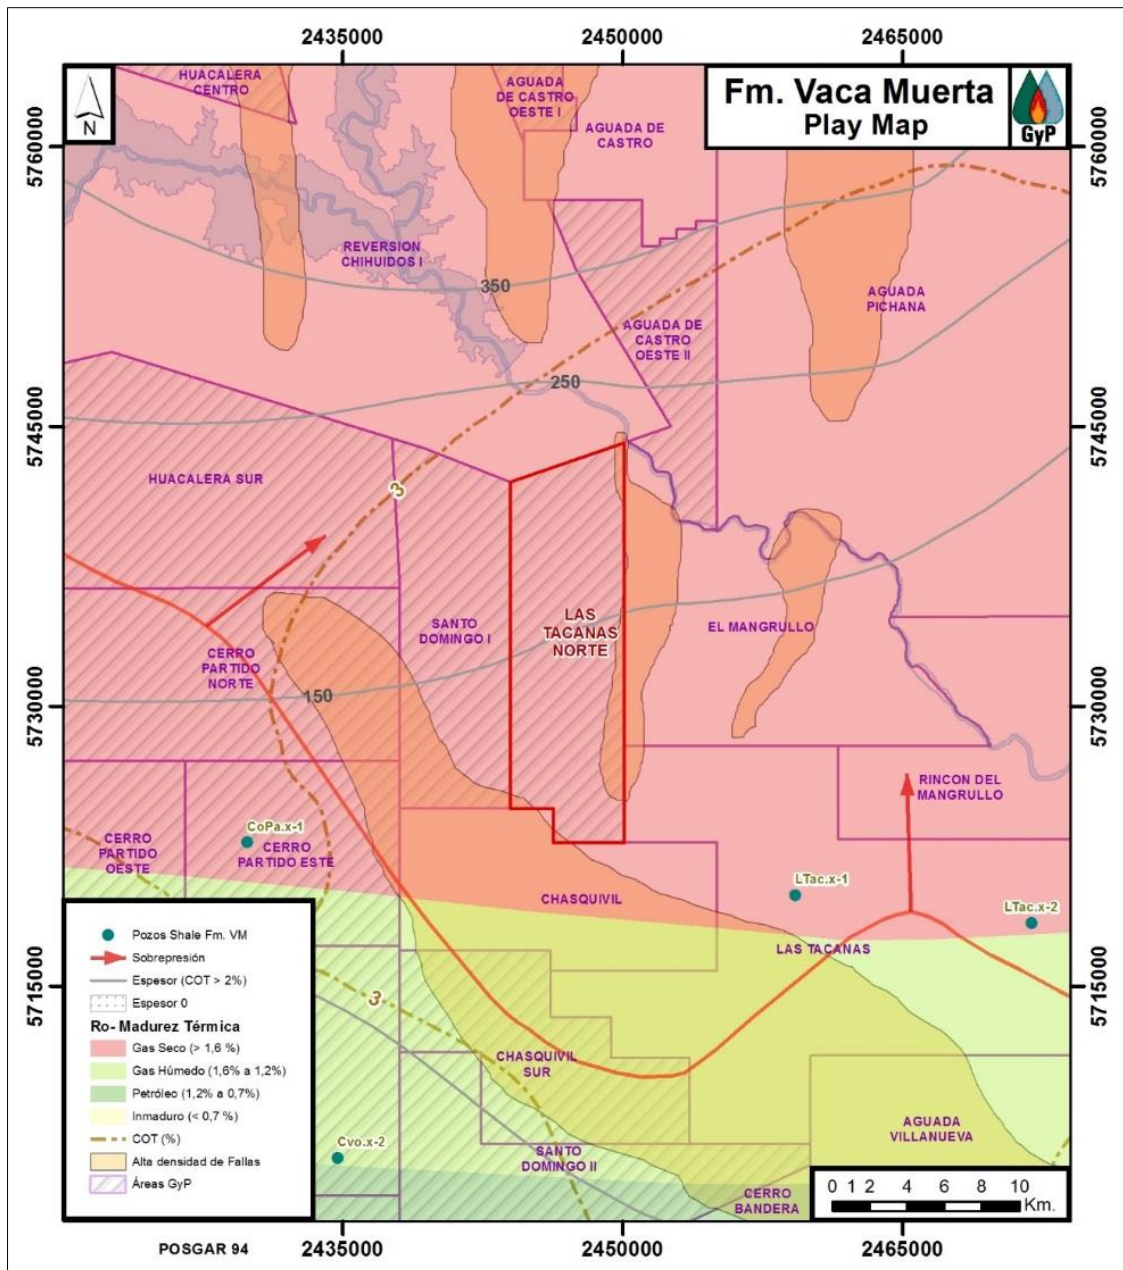 2435000
2450000
2465000
Fm. Vaca Muerta
Play Map
GyP
N
HUACALERA
CENTRO
AGUADA
DE CASTRO
OESTE I
AGUADA DE
CASTRO
5760000
5760000
REVERSION
CHIHUIDOS I
350
AGUADA
PICHANA
AGUADA DE
CASTRO
OESTE II
250
5745000
5745000
HUACALERA SUR
3
LAS
TACANAS
NORTE
SANTO
DOMINGO I
EL MANGRULLO
CERRO
PARTIDO
NORTE
150
5730000
5730000
RINCON DEL
MANGRULLO
CoPa.x-1
CERRO
PARTIDO
OESTE
CERRO
PARTIDO ESTE
LTac.x-1
CHASQUIVIL
LTac.x-2
LAS TACANAS
Pozos Shale Fm. VM
Sobrepresión
Espesor (COT > 2%)
Espesor 0
Ro- Madurez Térmica
Gas Seco (> 1,6 %)
Gas Húmedo (1,6% a 1,2%)
Petróleo (1,2% a 0,7%)
Inmaduro (< 0,7 %)
COT (%)
Alta densidad de Fallas
Áreas GyP
5715000
5715000
3
CHASQUIVIL
SUR
AGUADA
VILLANUEVA
Cvo.x-2
SANTO
DOMINGO II
CERRO
BANDERA
0 1 2 4 6 8 10
Km.
POSGAR 94
2435000
2450000
2465000